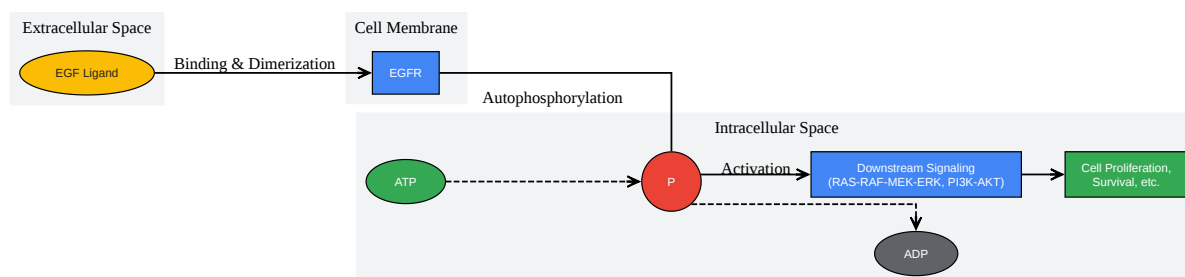 Extracellular Space
Cell Membrane
EGF Ligand
Binding & Dimerization
EGFR
Autophosphorylation
Intracellular Space
ATP
P
Activation
Downstream Signaling
(RAS-RAF-MEK-ERK, PI3K-AKT)
Cell Proliferation,
Survival, etc.
ADP